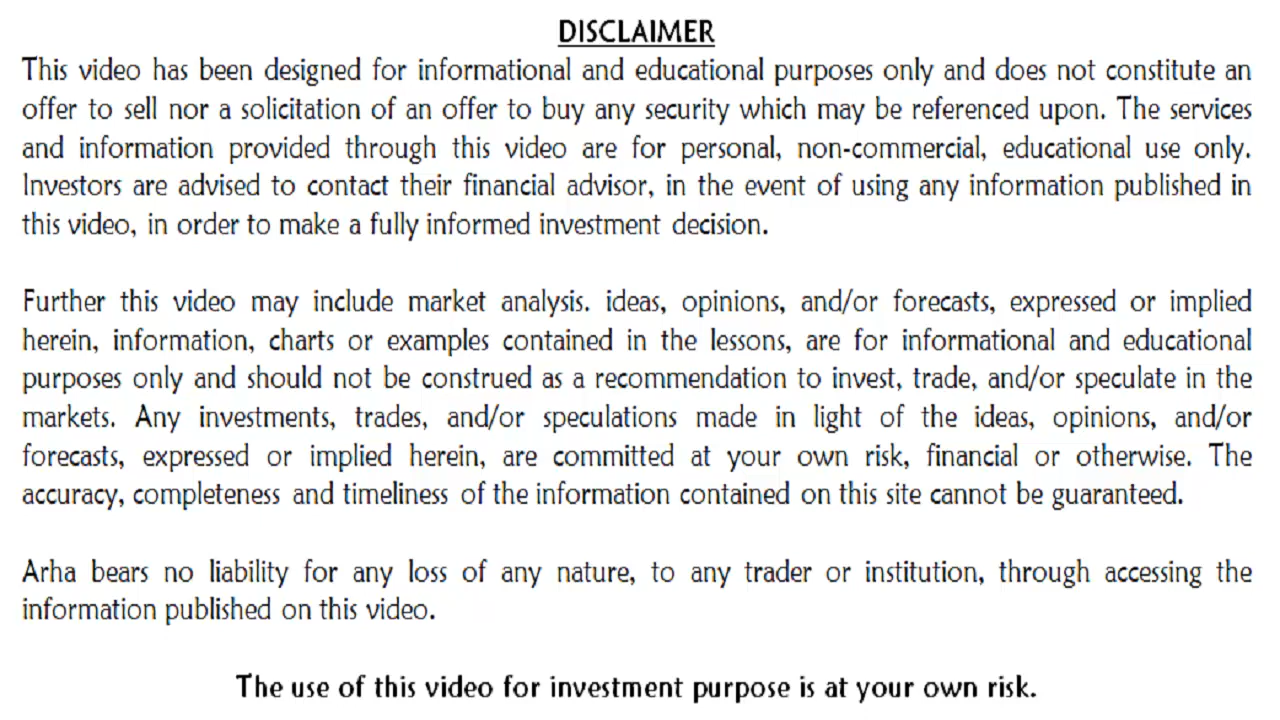 DISCLAIMER
This video has been designed for informational and educational purposes only and does not constitute an
offer to sell nor a solicitation of an offer to buy any security which may be referenced upon. The services
and information provided through this video are for personal, non-commercial, educational use only.
Investors are advised to contact their financial advisor, in the event of using any information published in
this video, in order to make a fully informed investment decision.
Further this video may include market analysis. ideas, opinions, and/or forecasts, expressed or implied
herein, information, charts or examples contained in the lessons, are for informational and educational
purposes only and should not be construed as a recommendation to invest, trade, and/or speculate in the
markets. Any investments, trades, and/or speculations made in light of the ideas, opinions, and/or
forecasts, expressed or implied herein, are committed at your own risk, financial or otherwise. The
accuracy, completeness and timeliness of the information contained on this site cannot be guaranteed.
Arha bears no liability for any loss of any nature, to any trader or institution, through accessing the
information published on this video.
The use of this video for investment purpose is at your own risk.